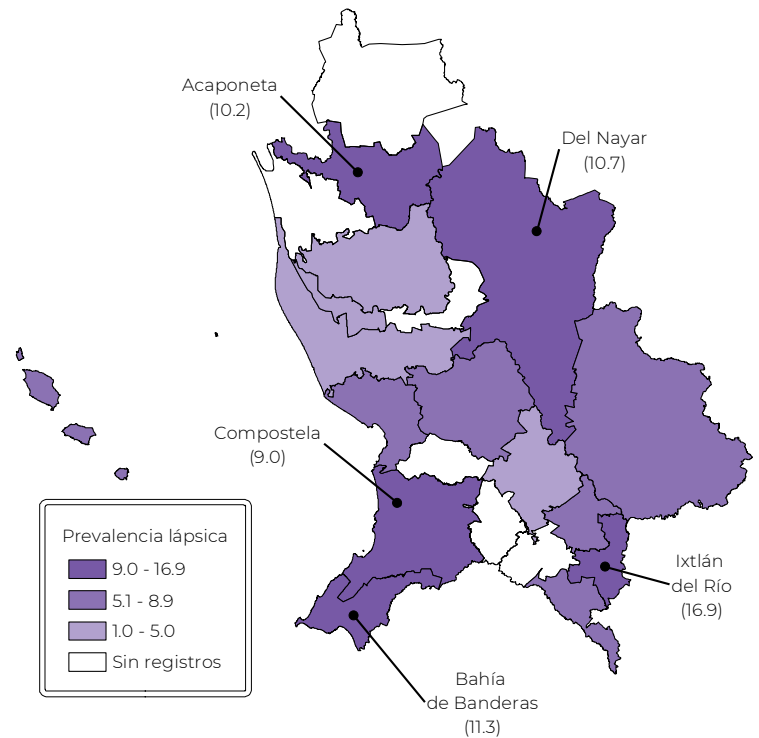 Acaponeta
(10.2)
Del Nayar
(10.7)
Compostela
(9.0)
Prevalencia lápsica
9.0 - 16.9
5.1 - 8.9
1.0 - 5.0
Sin registros
Ixtlán
del Río
(16.9)
Bahía
de Banderas
(11.3)